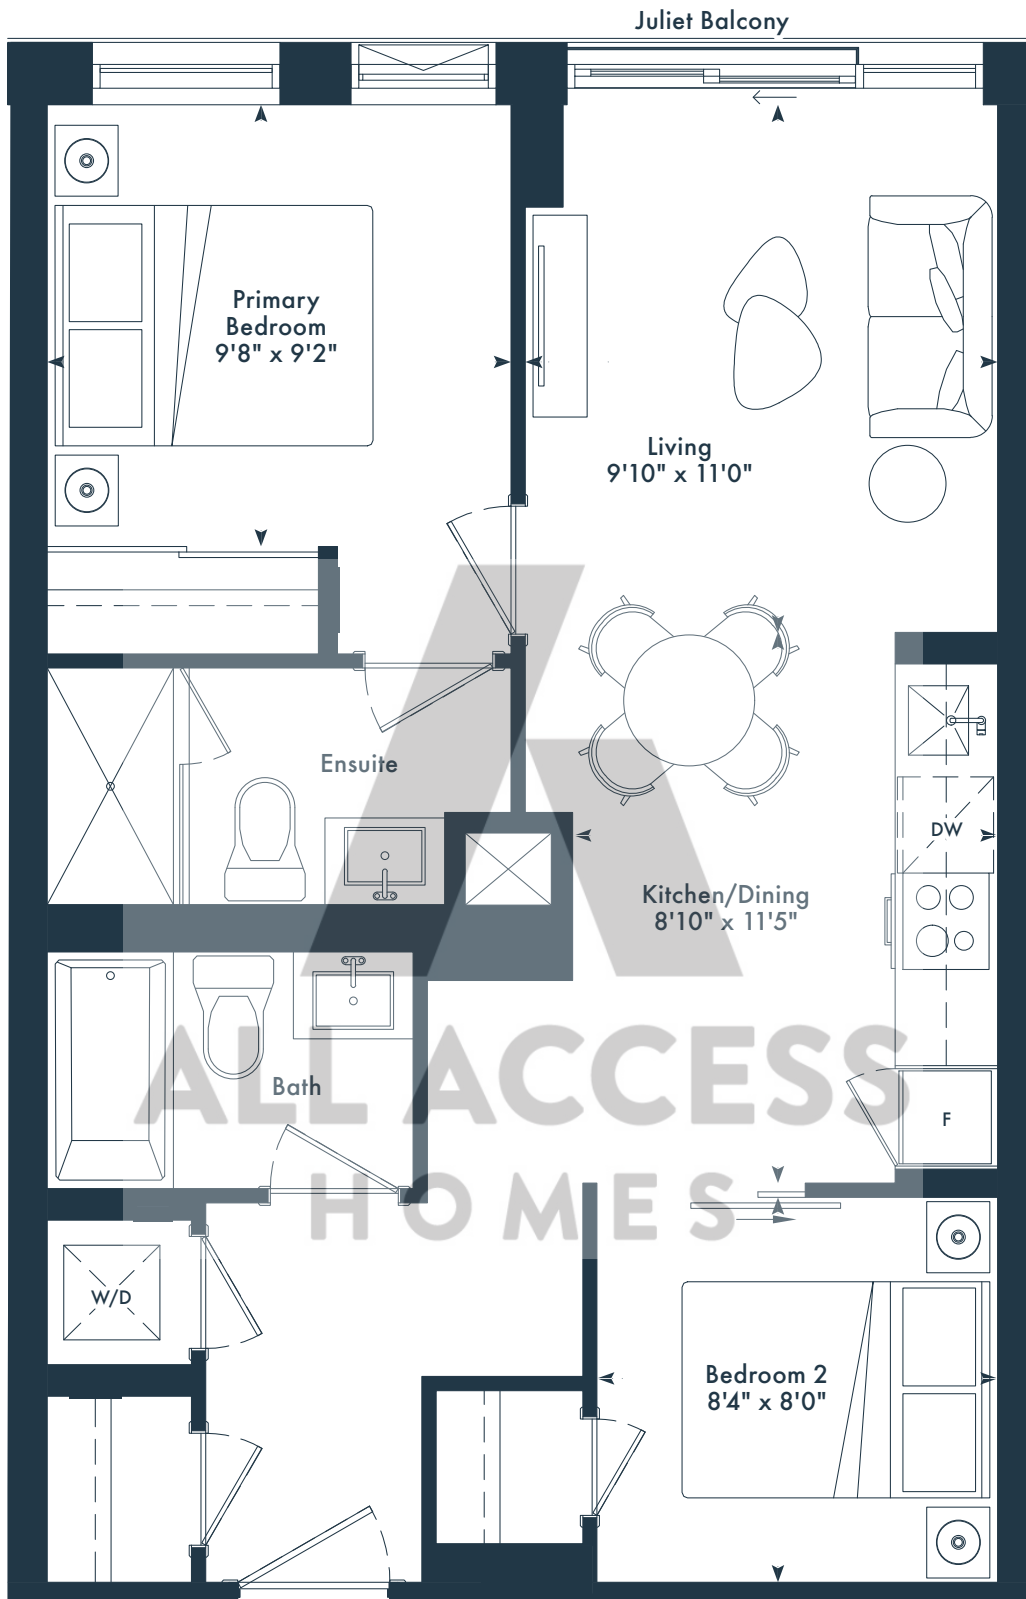 Juliet Balcony
Primary
Bedroom
9'8" x 9'2"
Living
9'10" x 11'0"
Ensuite
DW
Kitchen/Dining
8'10" x 11'5"
ALL ACCESS
Bath
F
HOMES
W/D
Bedroom 2
8'4" x 8'0"